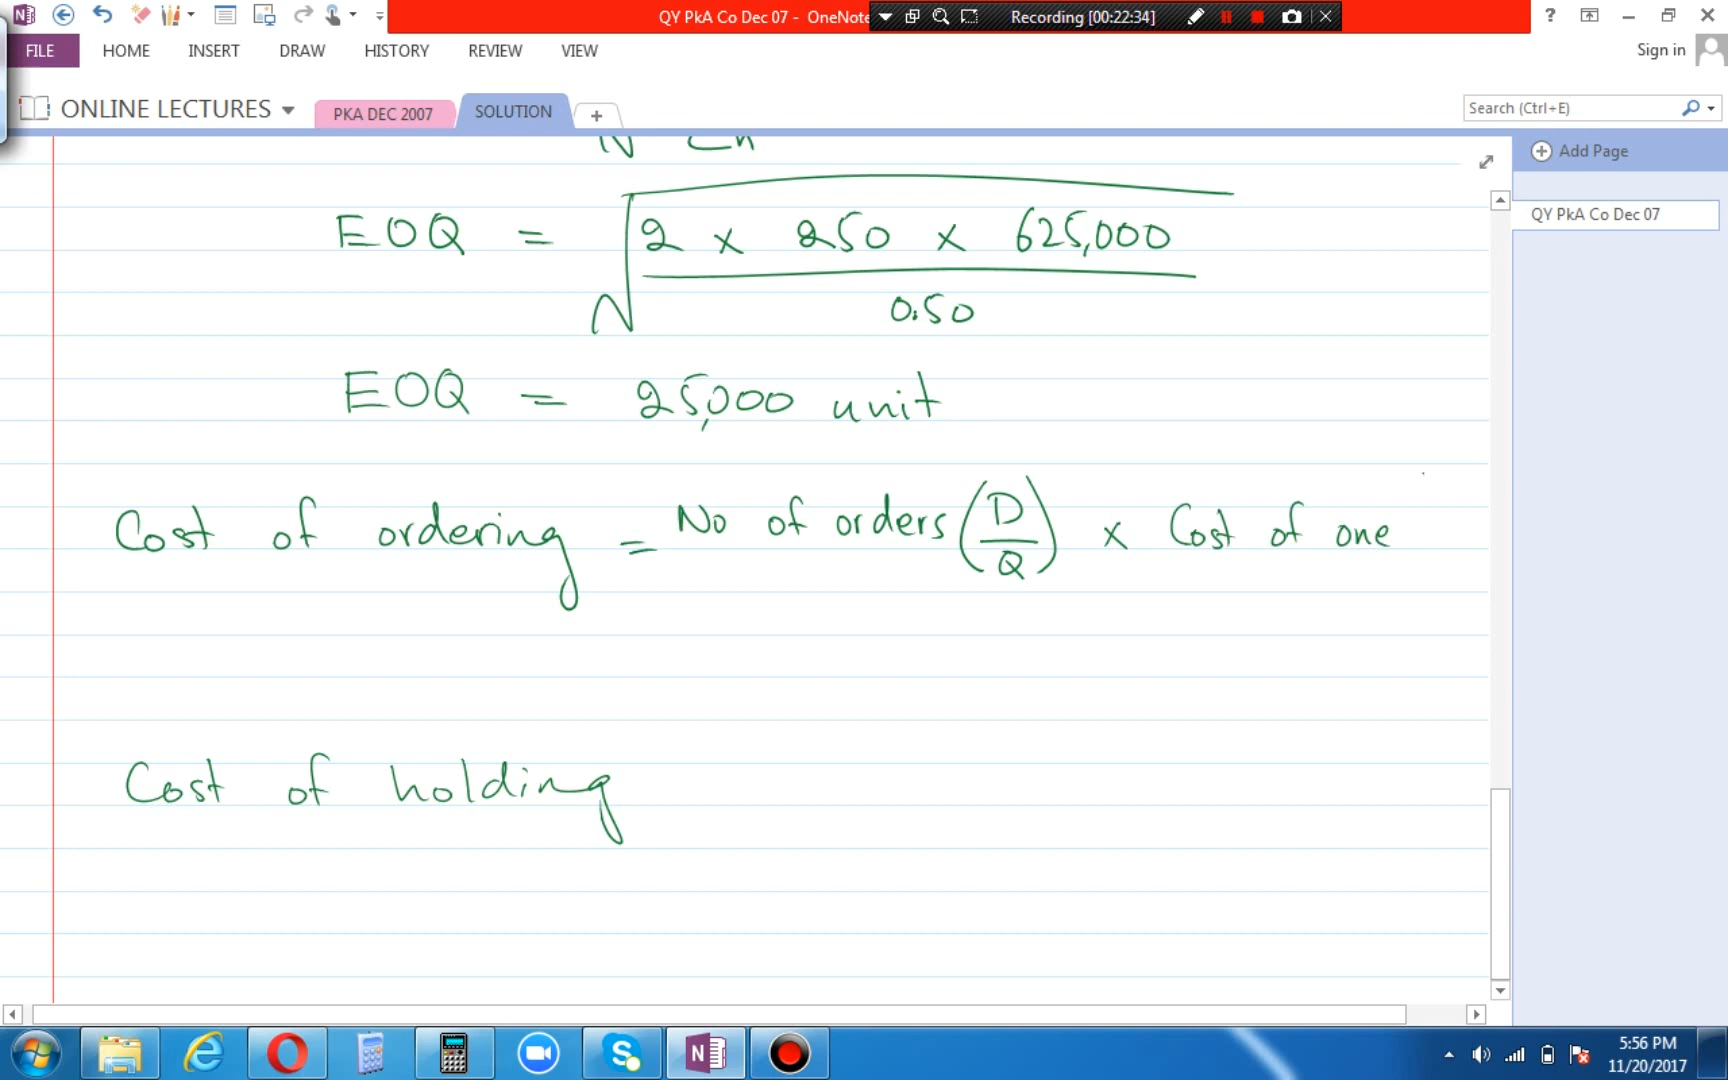 QY PkA Co Dec 07 - OneNote
Recording [00:22:34]
FILE HOME INSERT DRAW HISTORY REVIEW VIEW
Sign in
ONLINE LECTURES
PKA DEC 2007
SOLUTION
Search (Ctrl+E)
Add Page
QY PkA Co Dec 07
EOQ = √ 2 x 250 x 625,000
0.50
EOQ = 25,000 unit
Cost of ordering = No of orders (D/Q) x Cost of one
Cost of holding
5:56 PM
11/20/2017